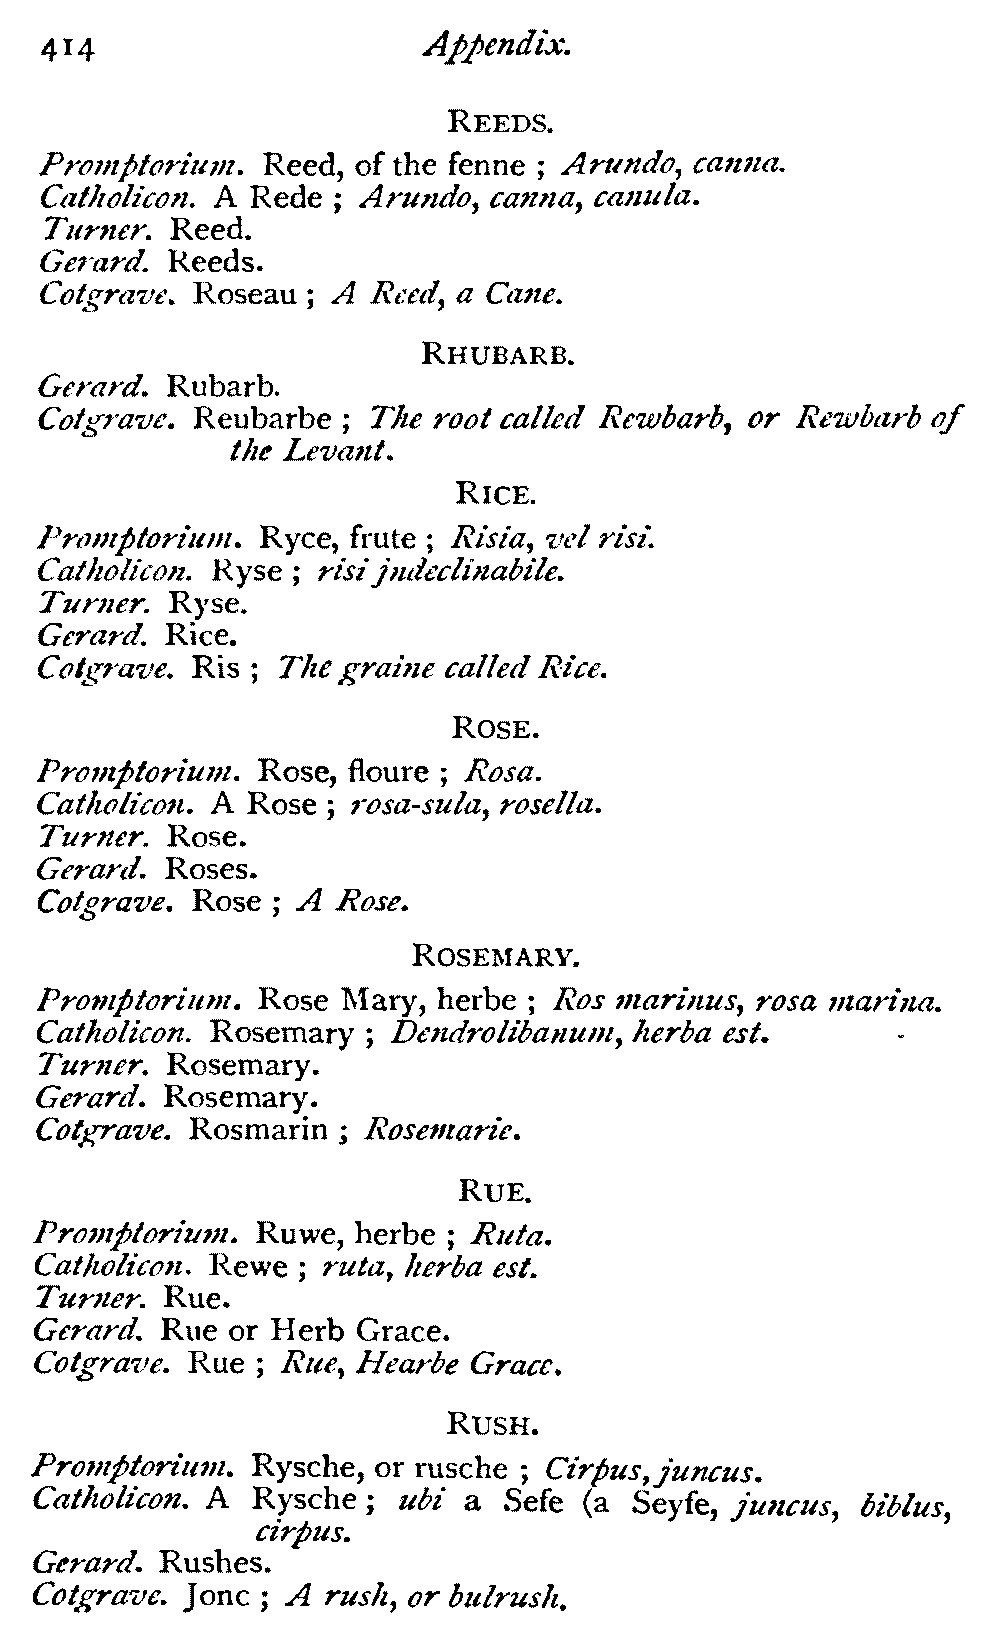 414 Appendix.
REEDS.
Promptorium. Reed, of the fenne ; Arundo, canna.
Catholicon. A Rede ; Arundo, canna, canula.
Turner. Reed.
Gerard. Reeds.
Cotgrave. Roseau ; A Reed, a Cane.
RHUBARB.
Gerard. Rubarb.
Cotgrave. Reubarbe ; The root called Rewbarb, or Rewbarb of
the Levant.
RICE.
Promptorium. Ryce, frute ; Risia, vel risi.
Catholicon. Ryse ; risi jndeclinabile.
Turner. Ryse.
Gerard. Rice.
Cotgrave. Ris ; The graine called Rice.
ROSE.
Promptorium. Rose, floure ; Rosa.
Catholicon. A Rose ; rosa-sula, rosella.
Turner. Rose.
Gerard. Roses.
Cotgrave. Rose ; A Rose.
ROSEMARY.
Promptorium. Rose Mary, herbe ; Ros marinus, rosa marina.
Catholicon. Rosemary ; Dendrolibanum, herba est.
Turner. Rosemary.
Gerard. Rosemary.
Cotgrave. Rosmarin ; Rosemarie.
RUE.
Promptorium. Ruwe, herbe ; Ruta.
Catholicon. Rewe ; ruta, herba est.
Turner. Rue.
Gerard. Rue or Herb Grace.
Cotgrave. Rue ; Rue, Hearbe Grace.
RUSH.
Promptorium. Rysche, or rusche ; Cirpus, juncus.
Catholicon. A Rysche ; ubi a Sefe (a Seyfe, juncus, biblus,
cirpus.
Gerard. Rushes.
Cotgrave. Jonc ; A rush, or bulrush.